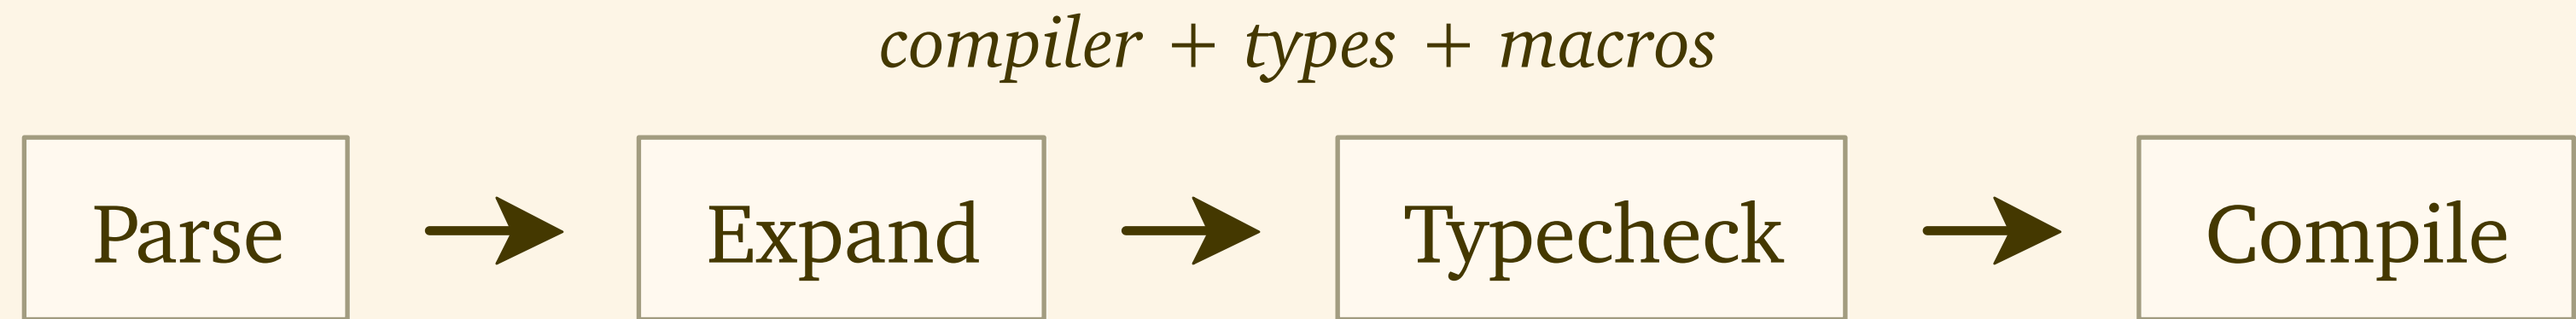 compiler + types + macros
Parse Expand Typecheck Compile